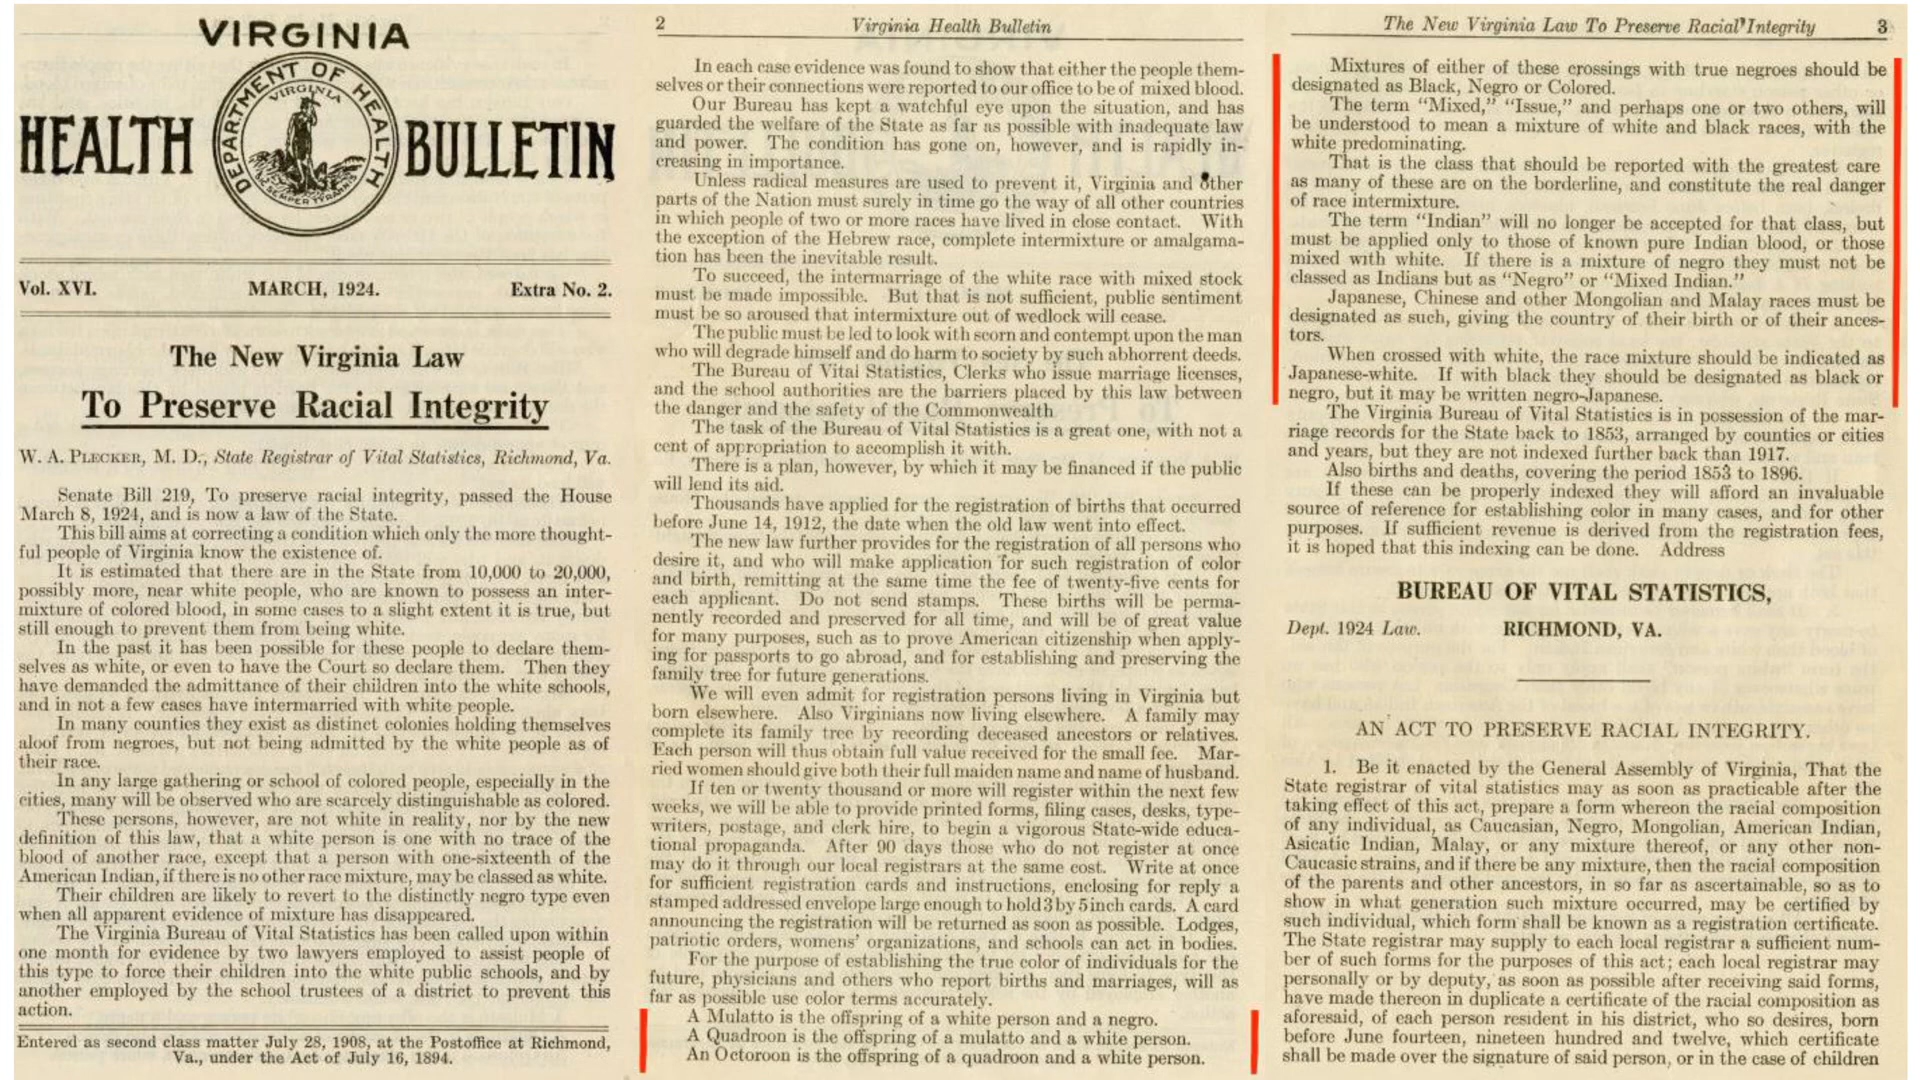 VIRGINIA
HEALTH BULLETIN
DEPARTMENT OF HEALTH
VIRGINIA
SIC SEMPER TYRANNIS
Vol. XVI. MARCH, 1924. Extra No. 2.
The New Virginia Law
To Preserve Racial Integrity
W. A. PLECKER, M. D., State Registrar of Vital Statistics, Richmond, Va.
Senate Bill 219, To preserve racial integrity, passed the House
March 8, 1924, and is now a law of the State.
This bill aims at correcting a condition which only the more thought-
ful people of Virginia know the existence of.
It is estimated that there are in the State from 10,000 to 20,000,
possibly more, near white people, who are known to possess an inter-
mixture of colored blood, in some cases to a slight extent it is true, but
still enough to prevent them from being white.
In the past it has been possible for these people to declare them-
selves as white, or even to have the Court so declare them. Then they
have demanded the admittance of their children into the white schools,
and in not a few cases have intermarried with white people.
In many counties they exist as distinct colonies holding themselves
aloof from negroes, but not being admitted by the white people as of
their race.
In any large gathering or school of colored people, especially in the
cities, many will be observed who are scarcely distinguishable as colored.
These persons, however, are not white in reality, nor by the new
definition of this law, that a white person is one with no trace of the
blood of another race, except that a person with one-sixteenth of the
American Indian, if there is no other race mixture, may be classed as white.
Their children are likely to revert to the distinctly negro type even
when all apparent evidence of mixture has disappeared.
The Virginia Bureau of Vital Statistics has been called upon within
one month for evidence by two lawyers employed to assist people of
this type to force their children into the white public schools, and by
another employed by the school trustees of a district to prevent this
action.
Entered as second class matter July 28, 1908, at the Postoffice at Richmond,
Va., under the Act of July 16, 1894.
2 Virginia Health Bulletin
In each case evidence was found to show that either the people them-
selves or their connections were reported to our office to be of mixed blood.
Our Bureau has kept a watchful eye upon the situation, and has
guarded the welfare of the State as far as possible with inadequate law
and power. The condition has gone on, however, and is rapidly in-
creasing in importance.
Unless radical measures are used to prevent it, Virginia and other
parts of the Nation must surely in time go the way of all other countries
in which people of two or more races have lived in close contact. With
the exception of the Hebrew race, complete intermixture or amalgama-
tion has been the inevitable result.
To succeed, the intermarriage of the white race with mixed stock
must be made impossible. But that is not sufficient, public sentiment
must be so aroused that intermixture out of wedlock will cease.
The public must be led to look with scorn and contempt upon the man
who will degrade himself and do harm to society by such abhorrent deeds.
The Bureau of Vital Statistics, Clerks who issue marriage licenses,
and the school authorities are the barriers placed by this law between
the danger and the safety of the Commonwealth
The task of the Bureau of Vital Statistics is a great one, with not a
cent of appropriation to accomplish it with.
There is a plan, however, by which it may be financed if the public
will lend its aid.
Thousands have applied for the registration of births that occurred
before June 14, 1912, the date when the old law went into effect.
The new law further provides for the registration of all persons who
desire it, and who will make application for such registration of color
and birth, remitting at the same time the fee of twenty-five cents for
each applicant. Do not send stamps. These births will be perma-
nently recorded and preserved for all time, and will be of great value
for many purposes, such as to prove American citizenship when apply-
ing for passports to go abroad, and for establishing and preserving the
family tree for future generations.
We will even admit for registration persons living in Virginia but
born elsewhere. Also Virginians now living elsewhere. A family may
complete its family tree by recording deceased ancestors or relatives.
Each person will thus obtain full value received for the small fee. Mar-
ried women should give both their full maiden name and name of husband.
If ten or twenty thousand or more will register within the next few
weeks, we will be able to provide printed forms, filing cases, desks, type-
writers, postage, and clerk hire, to begin a vigorous State-wide educa-
tional propaganda. After 90 days those who do not register at once
may do it through our local registrars at the same cost. Write at once
for sufficient registration cards and instructions, enclosing for reply a
stamped addressed envelope large enough to hold 3 by 5 inch cards. A card
announcing the registration will be returned as soon as possible. Lodges,
patriotic orders, womens' organizations, and schools can act in bodies.
For the purpose of establishing the true color of individuals for the
future, physicians and others who report births and marriages, will as
far as possible use color terms accurately.
A Mulatto is the offspring of a white person and a negro.
A Quadroon is the offspring of a mulatto and a white person.
An Octoroon is the offspring of a quadroon and a white person.
The New Virginia Law To Preserve Racial Integrity 3
Mixtures of either of these crossings with true negroes should be
designated as Black, Negro or Colored.
The term "Mixed," "Issue," and perhaps one or two others, will
be understood to mean a mixture of white and black races, with the
white predominating.
That is the class that should be reported with the greatest care
as many of these are on the borderline, and constitute the real danger
of race intermixture.
The term "Indian" will no longer be accepted for that class, but
must be applied only to those of known pure Indian blood, or those
mixed with white. If there is a mixture of negro they must not be
classed as Indians but as "Negro" or "Mixed Indian."
Japanese, Chinese and other Mongolian and Malay races must be
designated as such, giving the country of their birth or of their ances-
tors.
When crossed with white, the race mixture should be indicated as
Japanese-white. If with black they should be designated as black or
negro, but it may be written negro-Japanese.
The Virginia Bureau of Vital Statistics is in possession of the mar-
riage records for the State back to 1853, arranged by counties or cities
and years, but they are not indexed further back than 1917.
Also births and deaths, covering the period 1853 to 1896.
If these can be properly indexed they will afford an invaluable
source of reference for establishing color in many cases, and for other
purposes. If sufficient revenue is derived from the registration fees,
it is hoped that this indexing can be done. Address
BUREAU OF VITAL STATISTICS,
Dept. 1924 Law. RICHMOND, VA.
AN ACT TO PRESERVE RACIAL INTEGRITY.
1. Be it enacted by the General Assembly of Virginia, That the
State registrar of vital statistics may as soon as practicable after the
taking effect of this act, prepare a form whereon the racial composition
of any individual, as Caucasian, Negro, Mongolian, American Indian,
Asicatic Indian, Malay, or any mixture thereof, or any other non-
Caucasic strains, and if there be any mixture, then the racial composition
of the parents and other ancestors, in so far as ascertainable, so as to
show in what generation such mixture occurred, may be certified by
such individual, which form shall be known as a registration certificate.
The State registrar may supply to each local registrar a sufficient num-
ber of such forms for the purposes of this act; each local registrar may
personally or by deputy, as soon as possible after receiving said forms,
have made thereon in duplicate a certificate of the racial composition as
aforesaid, of each person resident in his district, who so desires, born
before June fourteen, nineteen hundred and twelve, which certificate
shall be made over the signature of said person, or in the case of children